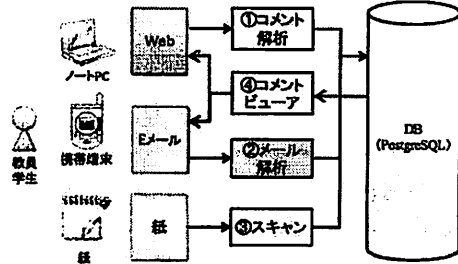 ノートPC
Web
①コメント
解析
④コメント
ビューア
教員
学生
携帯端末
Eメール
②メール
解析
DB
(PostgreSQL)
紙
紙
③スキャン